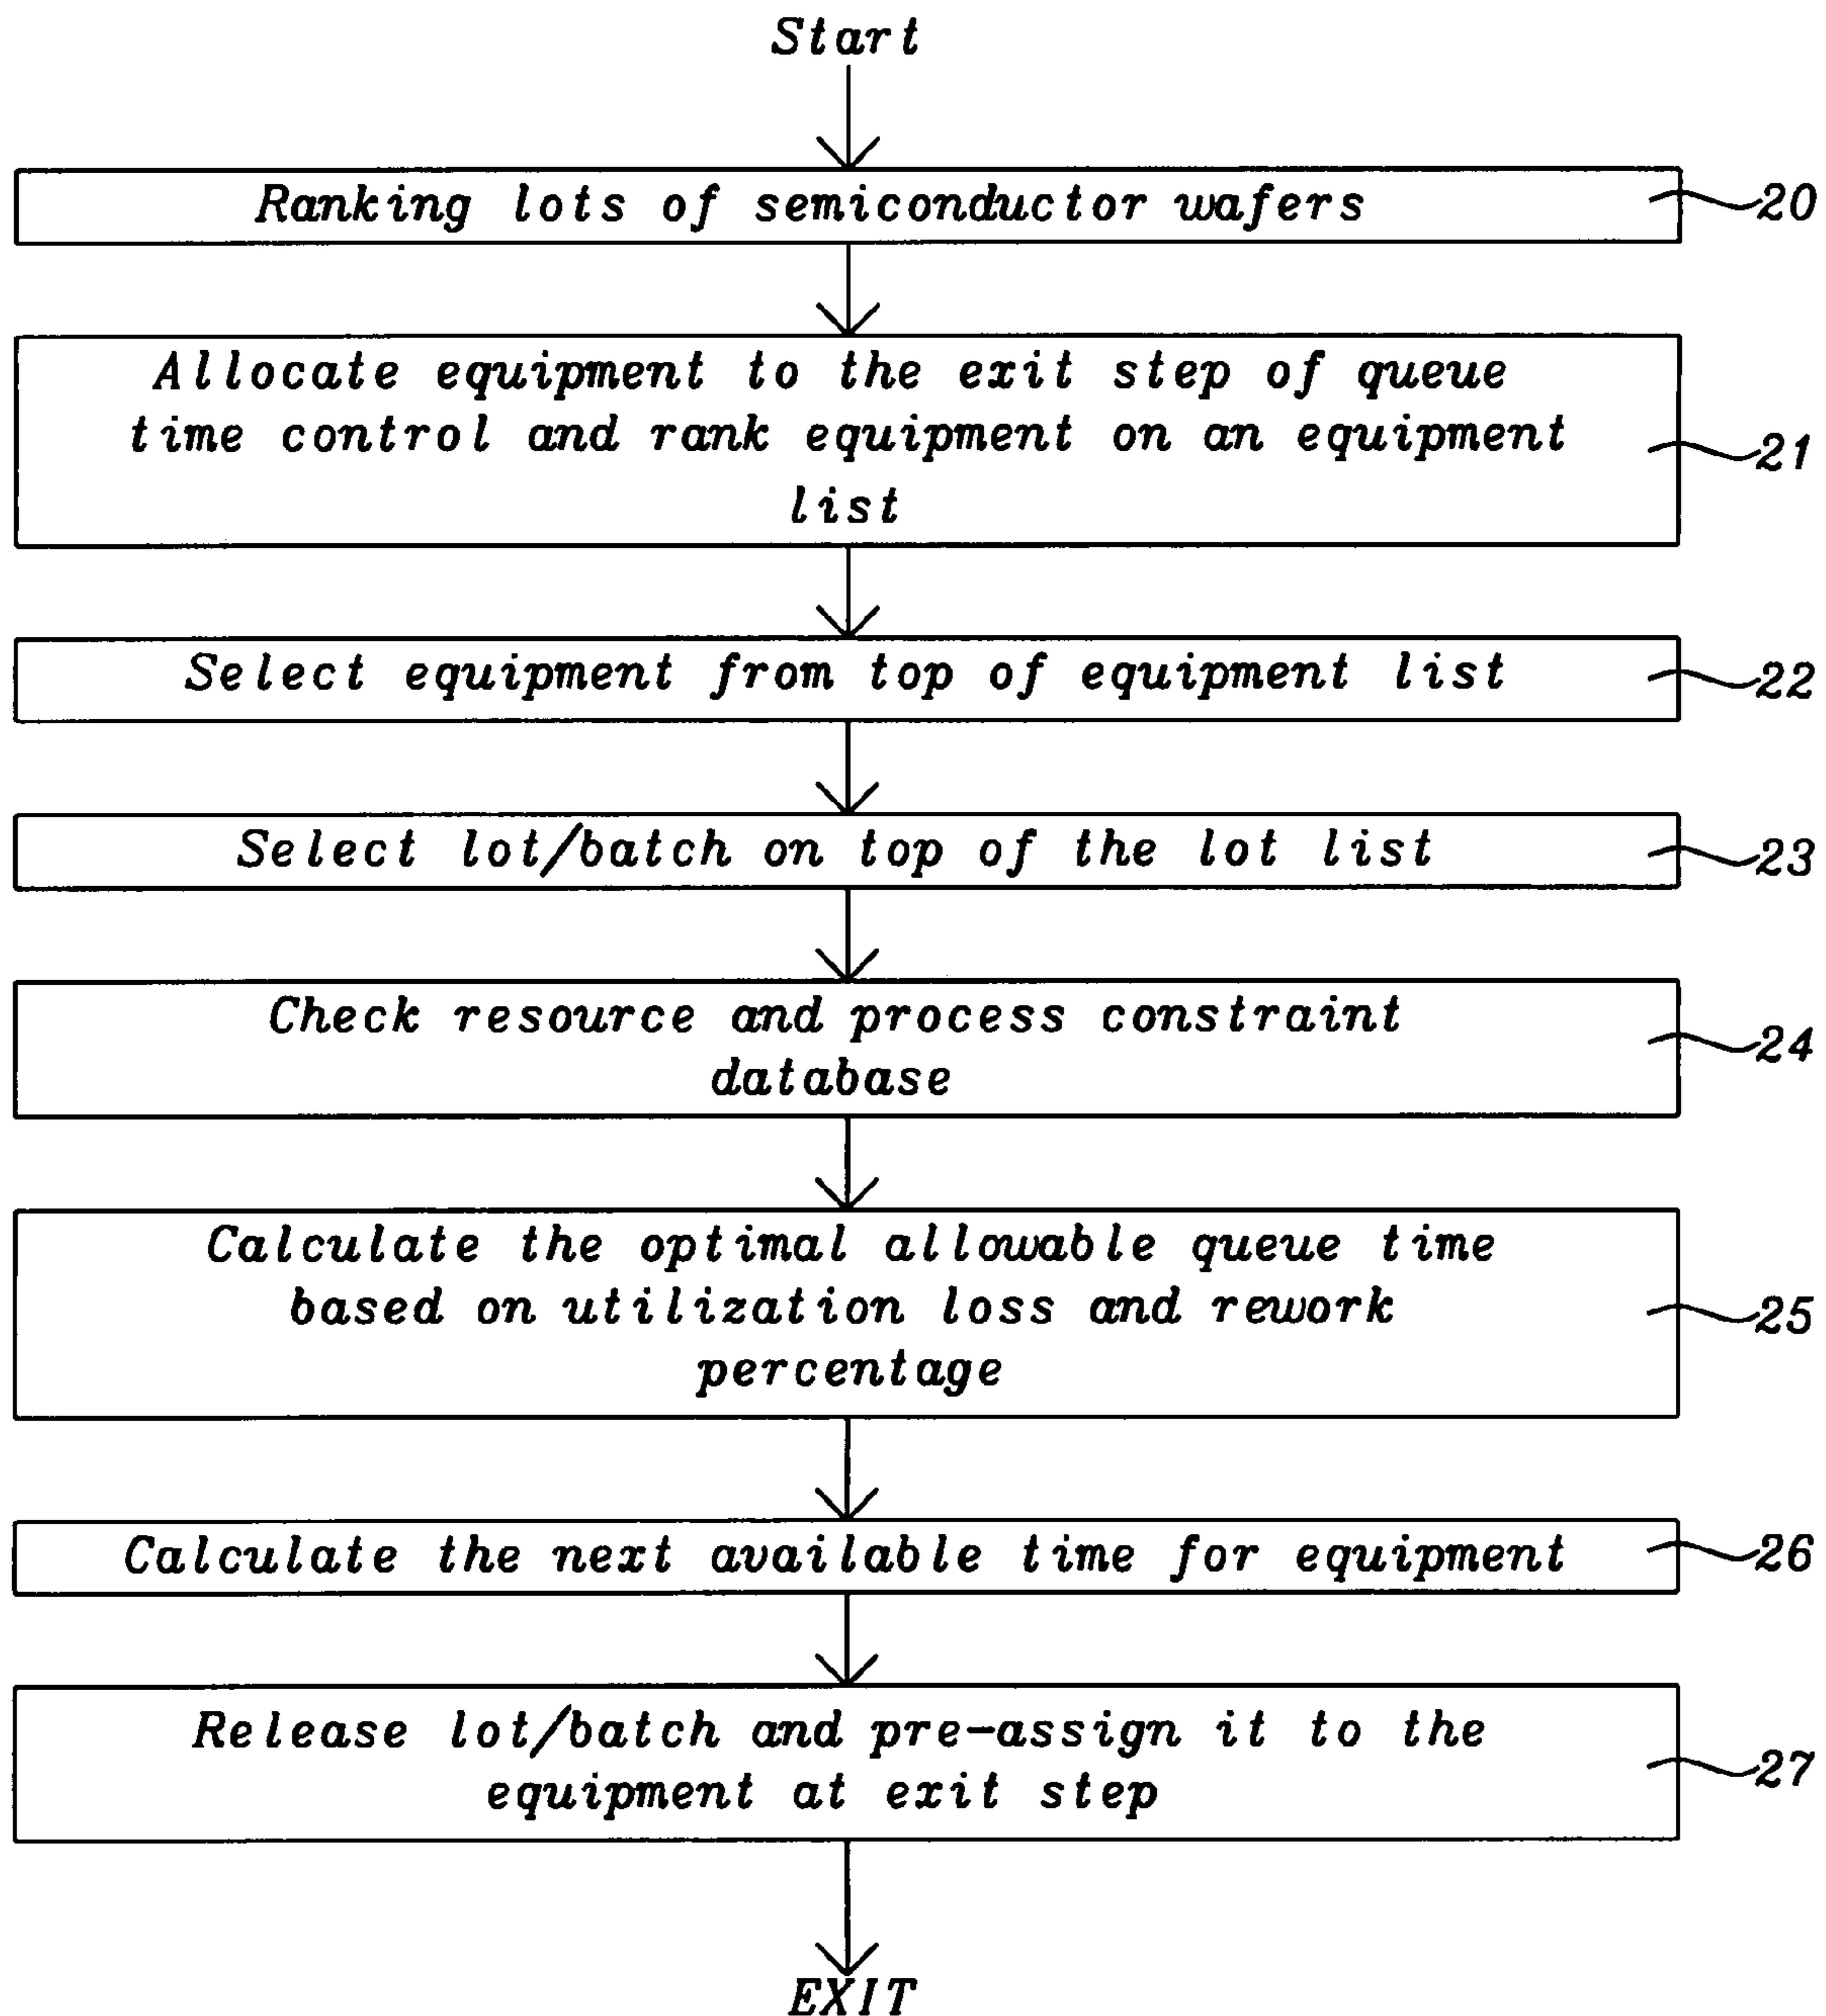 Start
Ranking lots of semiconductor wafers
20
Allocate equipment to the exit step of queue
time control and rank equipment on an equipment
list
21
Select equipment from top of equipment list
22
Select lot/batch on top of the lot list
23
Check resource and process constraint
database
24
Calculate the optimal allowable queue time
based on utilization loss and rework
percentage
25
Calculate the next available time for equipment
26
Release lot/batch and pre-assign it to the
equipment at exit step
27
EXIT